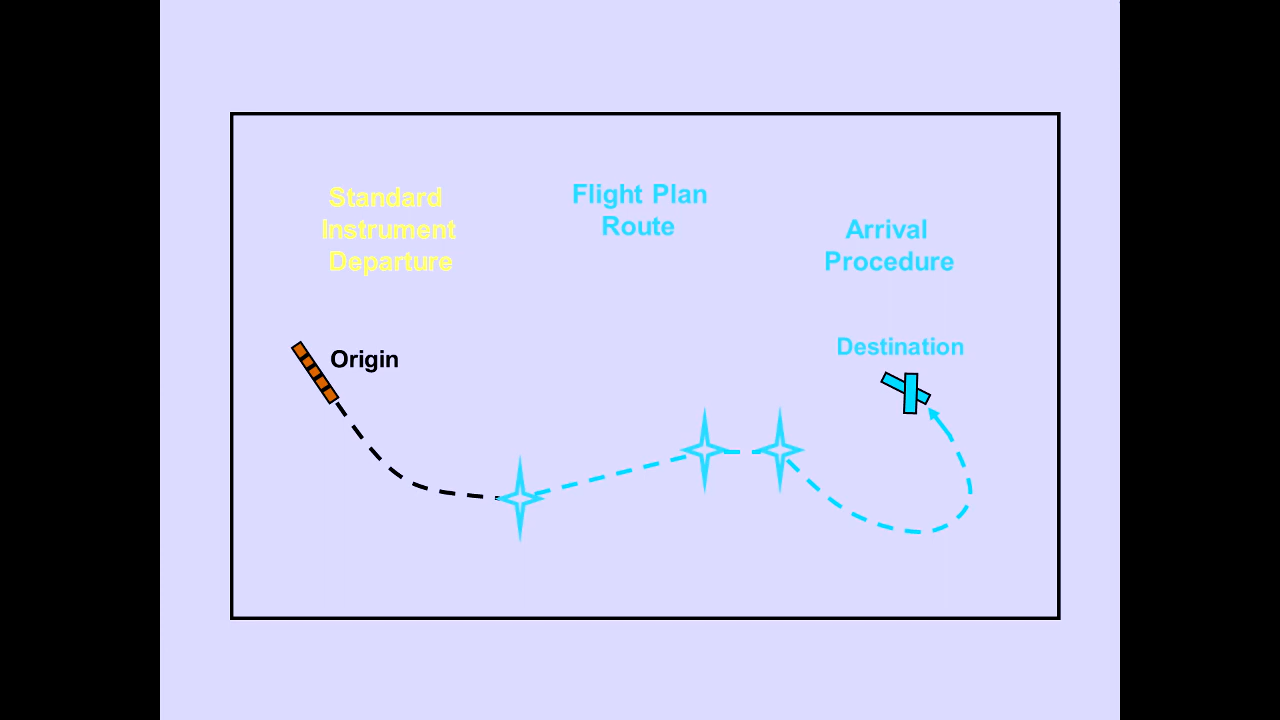 Standard
Instrument
Departure
Flight Plan
Route
Arrival
Procedure
Origin
Destination